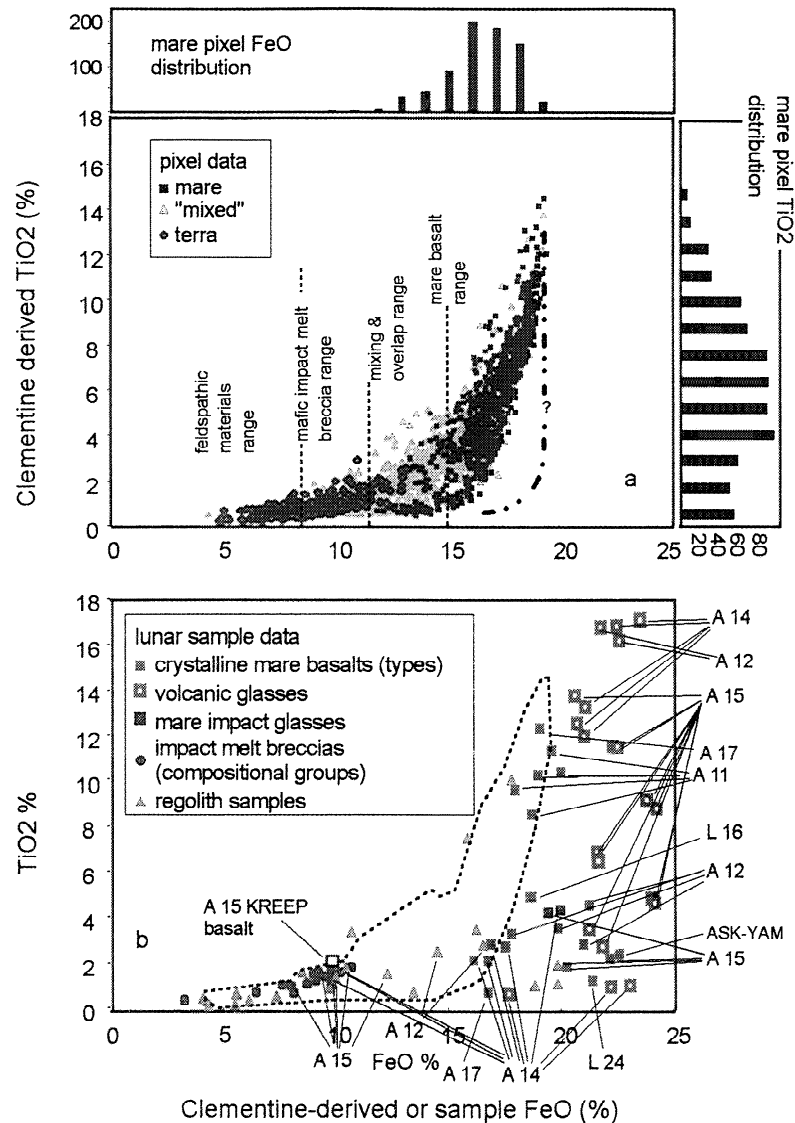 200
100
mare pixel FeO
distribution
18
16
14
12
10
8
6
4
2
0
Clementine derived TiO2 (%)
pixel data
mare
"mixed"
terra
feldspathic
materials
range
mafic impact melt
breccia range
mixing &
overlap range
mare basalt
range
?
a
0 5 10 15 20 25
mare pixel TiO2
distribution
20 40 60 80
18
16
14
12
10
8
6
4
2
0
TiO2 %
lunar sample data
crystalline mare basalts (types)
volcanic glasses
mare impact glasses
impact melt breccias
(compositional groups)
regolith samples
A 14
A 12
A 15
A 17
A 11
L 16
A 12
ASK-YAM
A 15
A 15 KREEP
basalt
b
0 5 10 15 20 25
A 12
A 15 FeO % A 17 A 14 L 24
Clementine-derived or sample FeO (%)